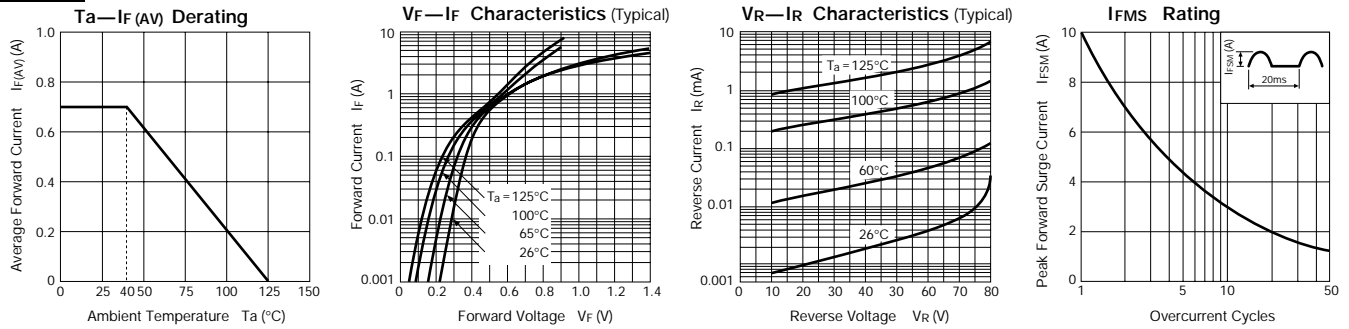 Ta—IF(AV) Derating
Average Forward Current IF(AV) (A)
1.0
0.8
0.6
0.4
0.2
0
0 25 40 50 75 100 125 150
Ambient Temperature Ta (°C)
VF—IF Characteristics (Typical)
Forward Current IF (A)
10
1
0.1
0.01
0.001
Ta = 125°C
100°C
65°C
26°C
0 0.2 0.4 0.6 0.8 1.0 1.2 1.4
Forward Voltage VF (V)
VR—IR Characteristics (Typical)
Reverse Current IR (mA)
10
1
0.1
0.01
0.001
Ta = 125°C
100°C
60°C
26°C
0 10 20 30 40 50 60 70 80
Reverse Voltage VR (V)
IFMS Rating
Peak Forward Surge Current IFSM (A)
10
8
6
4
2
0
IFSM (A)
20ms
1 5 10 50
Overcurrent Cycles